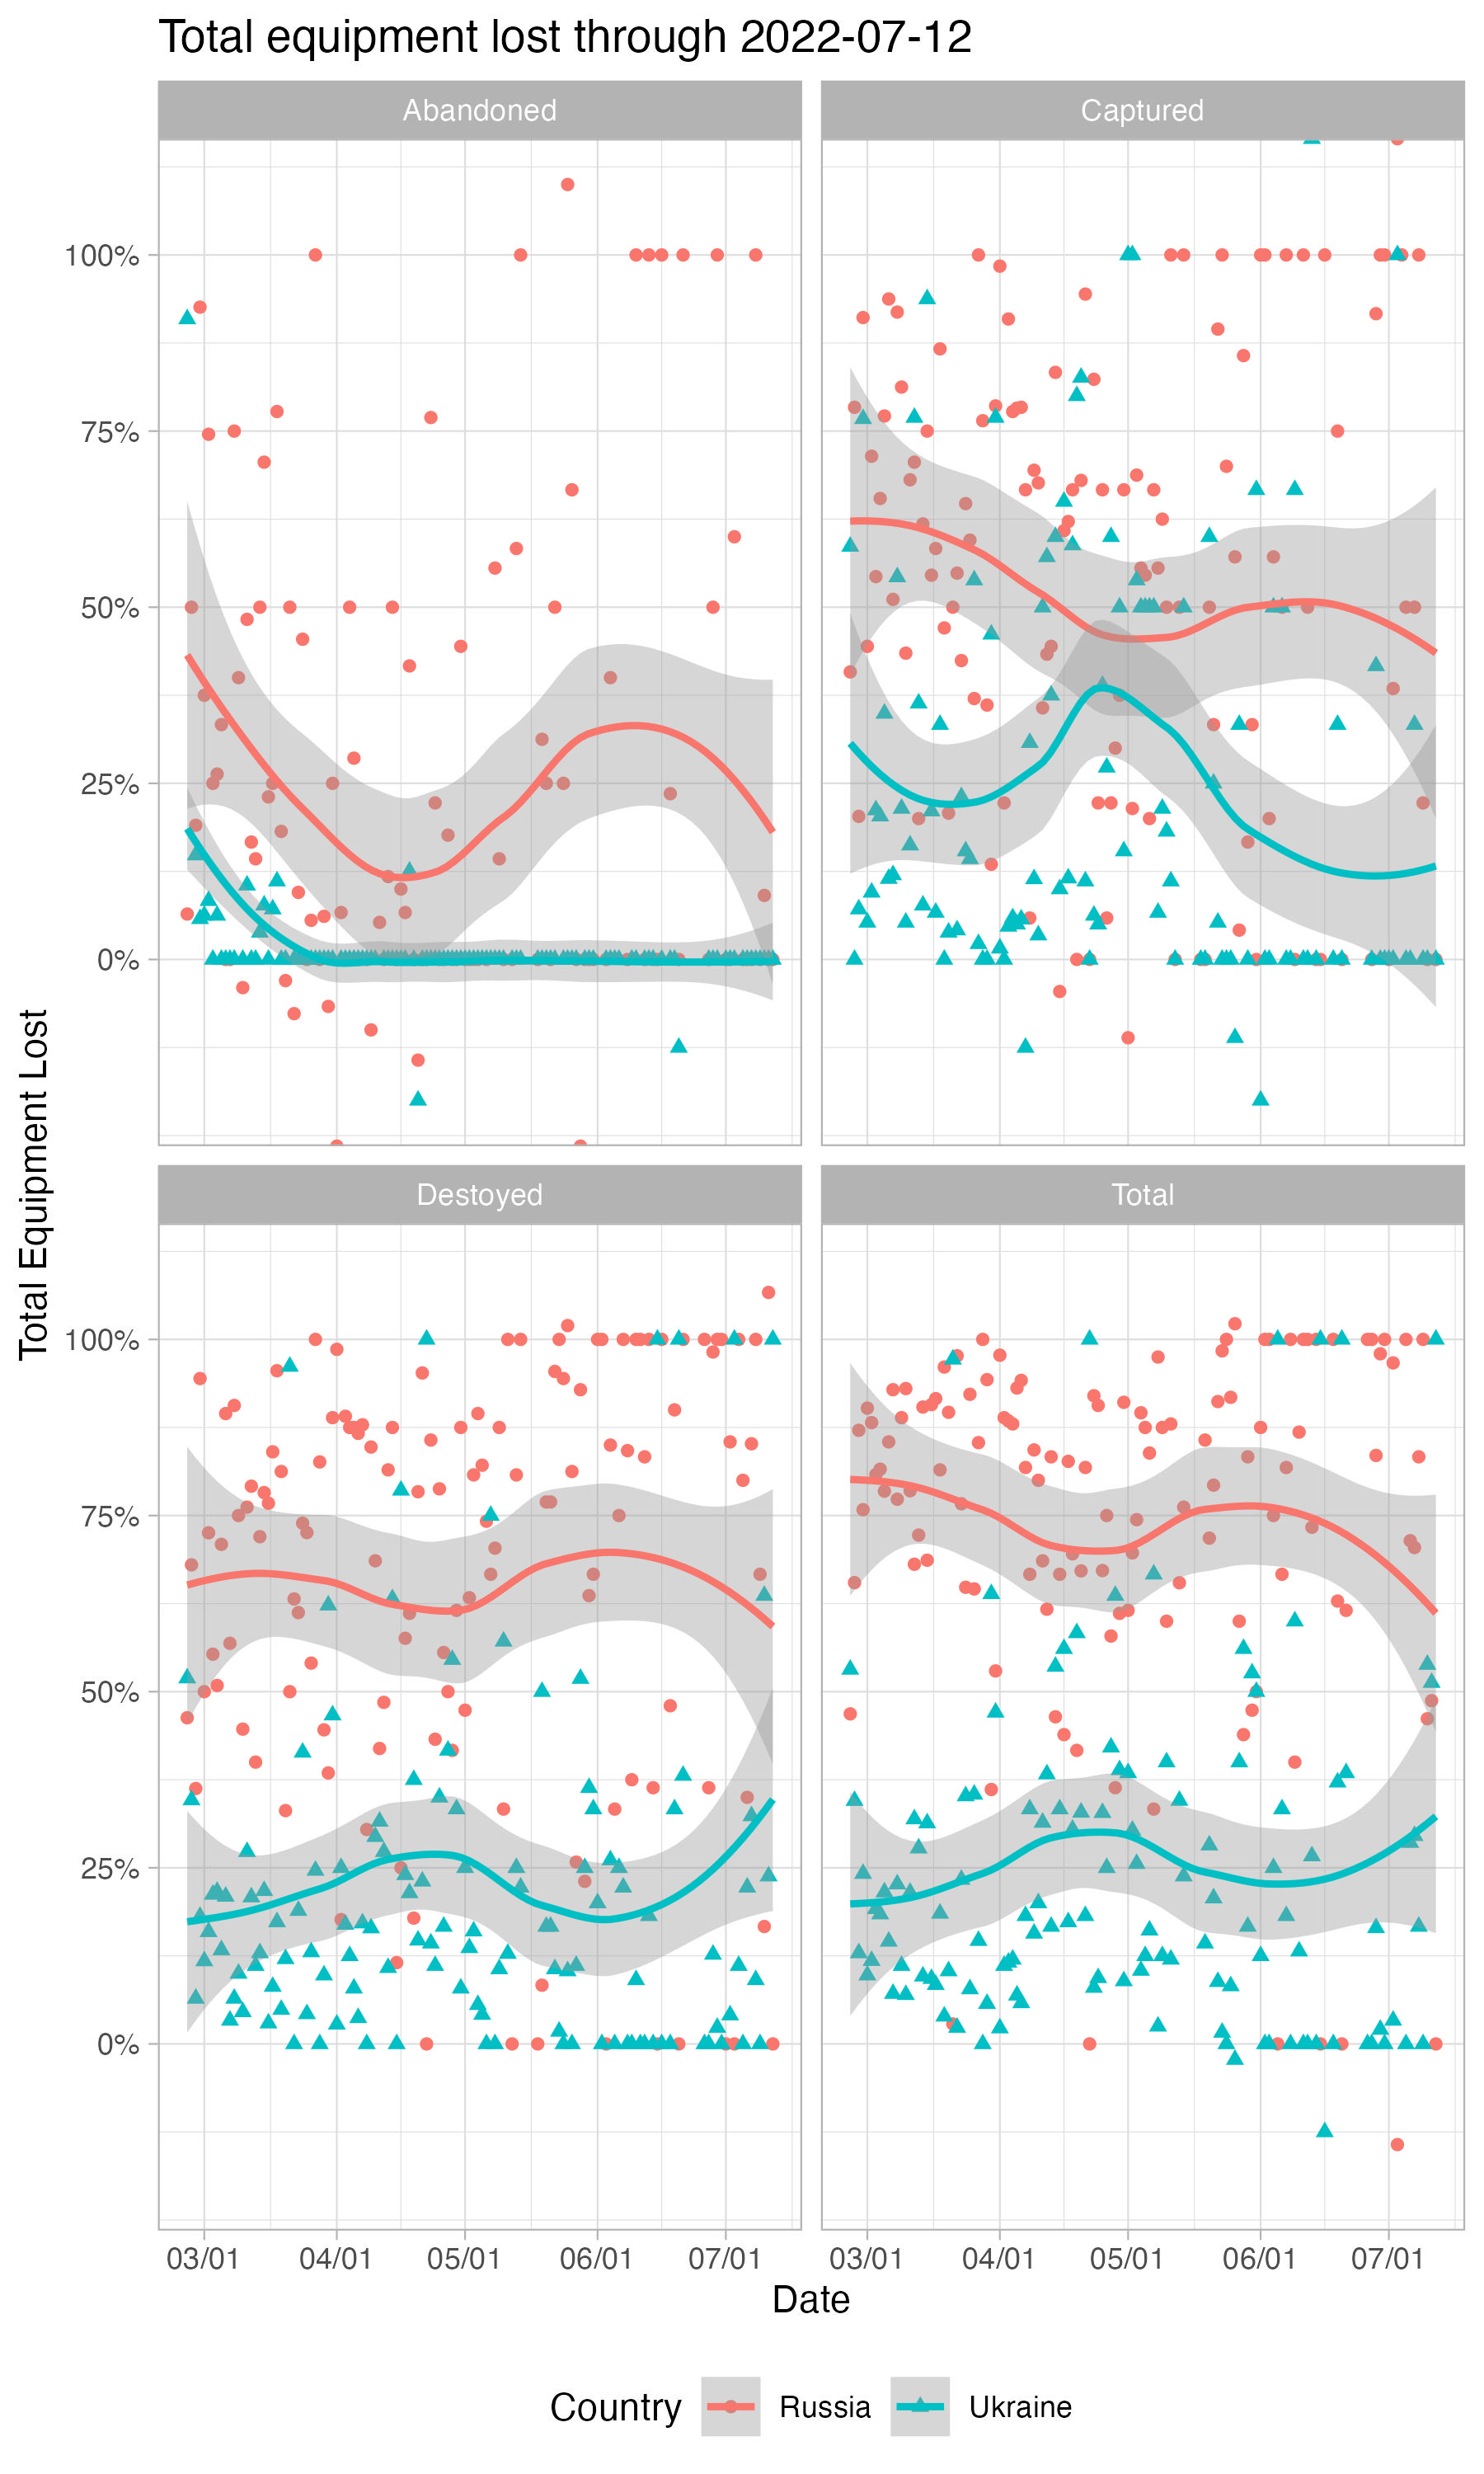 Total equipment lost through 2022-07-12
Abandoned
Captured
100%
75%
50%
25%
0%
Total Equipment Lost
Destoyed
Total
100%
75%
50%
25%
0%
03/01
04/01
05/01
06/01
07/01
03/01
04/01
05/01
06/01
07/01
Date
Country
Russia
Ukraine